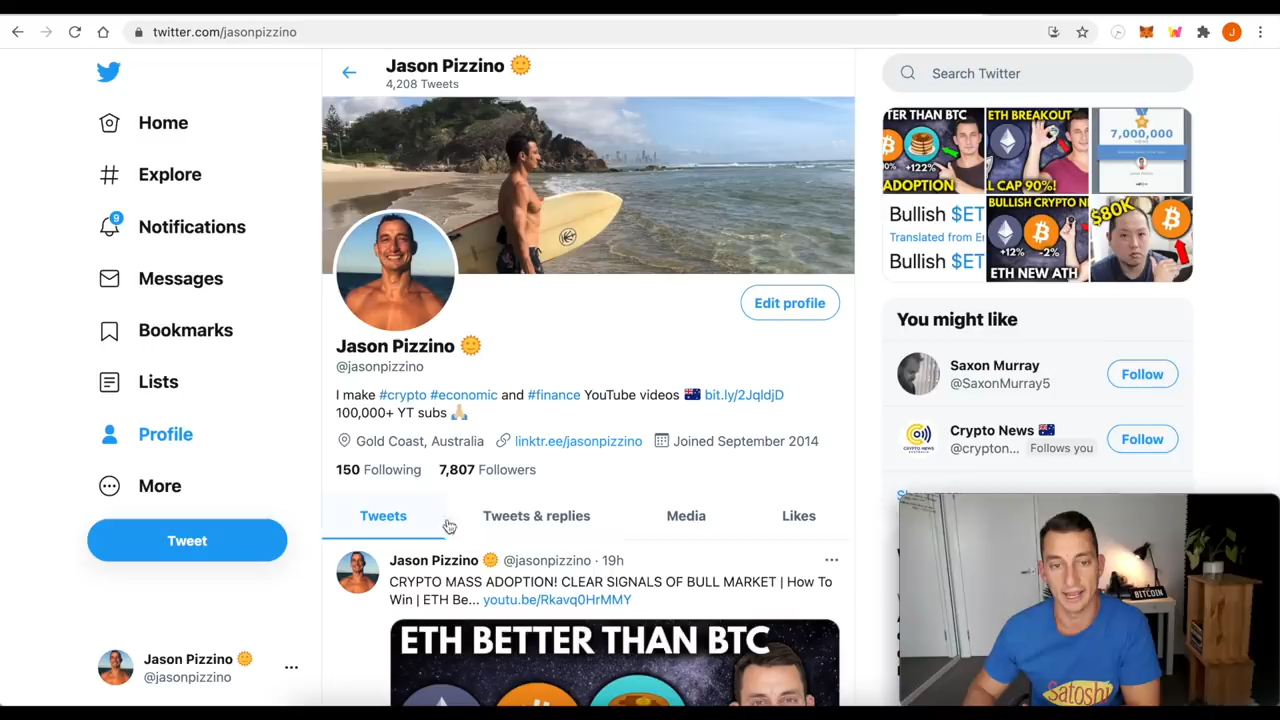 twitter.com/jasonpizzino
J
Jason Pizzino
4,208 Tweets
Search Twitter
Home
Explore
9
Notifications
Messages
Bookmarks
Lists
Profile
More
Tweet
Jason Pizzino
@jasonpizzino
Edit profile
Jason Pizzino
@jasonpizzino
I make #crypto #economic and #finance YouTube videos 🇦🇺 bit.ly/2JqldjD
100,000+ YT subs 🙏🏼
Gold Coast, Australia linktr.ee/jasonpizzino Joined September 2014
150 Following 7,807 Followers
Tweets Tweets & replies Media Likes
Jason Pizzino 🌞 @jasonpizzino · 19h
CRYPTO MASS ADOPTION! CLEAR SIGNALS OF BULL MARKET | How To
Win | ETH Be... youtu.be/Rkavq0HrMMY
ETH BETTER THAN BTC
TER THAN BTC
+122%
ADOPTION
ETH BREAKOUT
L CAP 90%!
7,000,000
Bullish $ET
Translated from E
Bullish $ET
BULLISH CRYPTO N
+12% -2%
ETH NEW ATH
$80K
You might like
Saxon Murray
@SaxonMurray5
Follow
Crypto News 🇦🇺
@crypton... Follows you
Follow
BITCOIN
Satoshi